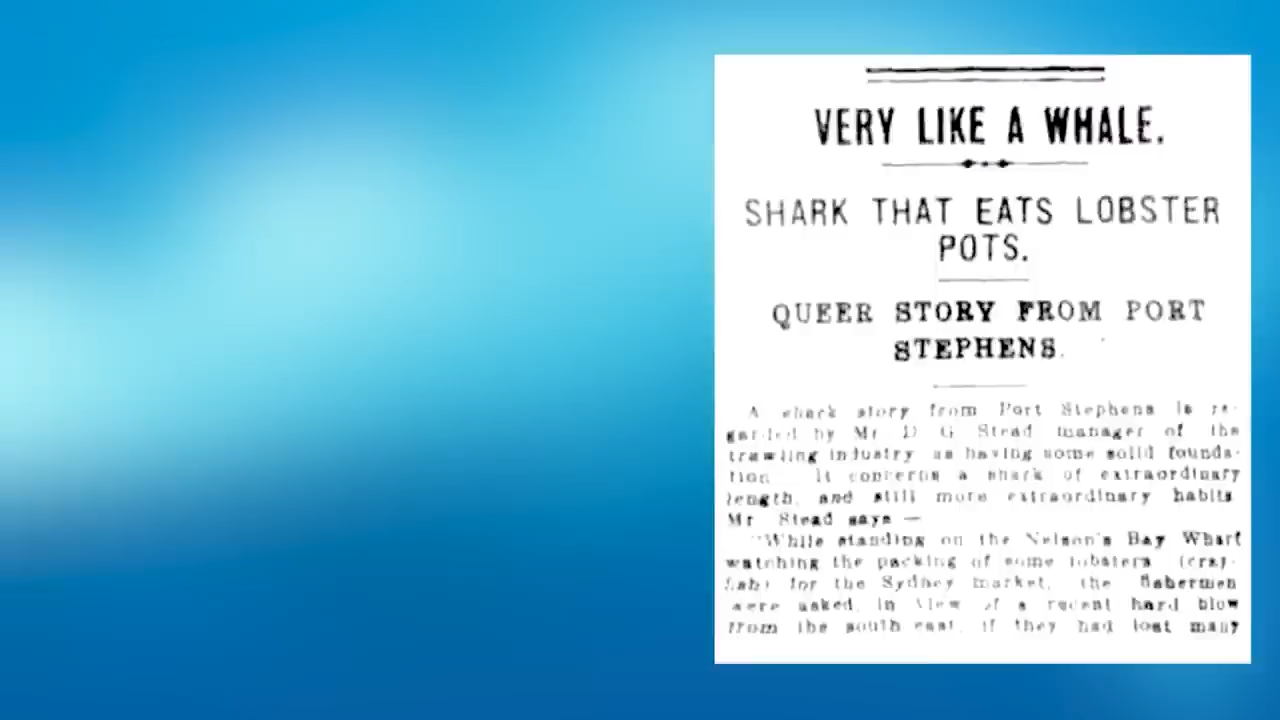 VERY LIKE A WHALE.
SHARK THAT EATS LOBSTER
POTS.
QUEER STORY FROM PORT
STEPHENS.
A shark story from Port Stephens is re-
garded by Mr D G Stead manager of the
trawling industry as having some solid founda-
tion It concerns a shark of extraordinary
length, and still more extraordinary habits
Mr Stead says —
"While standing on the Nelson's Bay Wharf
watching the packing of some lobsters (cray-
fish) for the Sydney market, the fishermen
were asked, in view of a recent hard blow
from the south east, if they had lost many